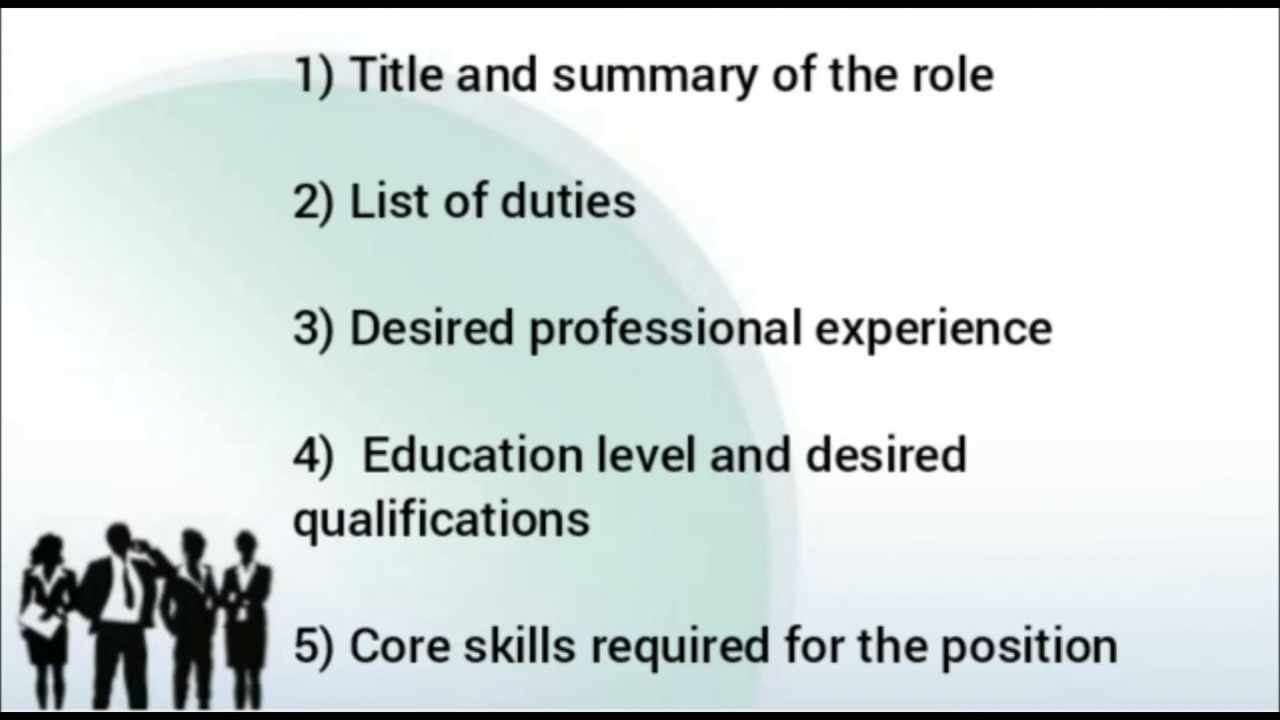 1) Title and summary of the role
2) List of duties
3) Desired professional experience
4)  Education level and desired
qualifications
5) Core skills required for the position